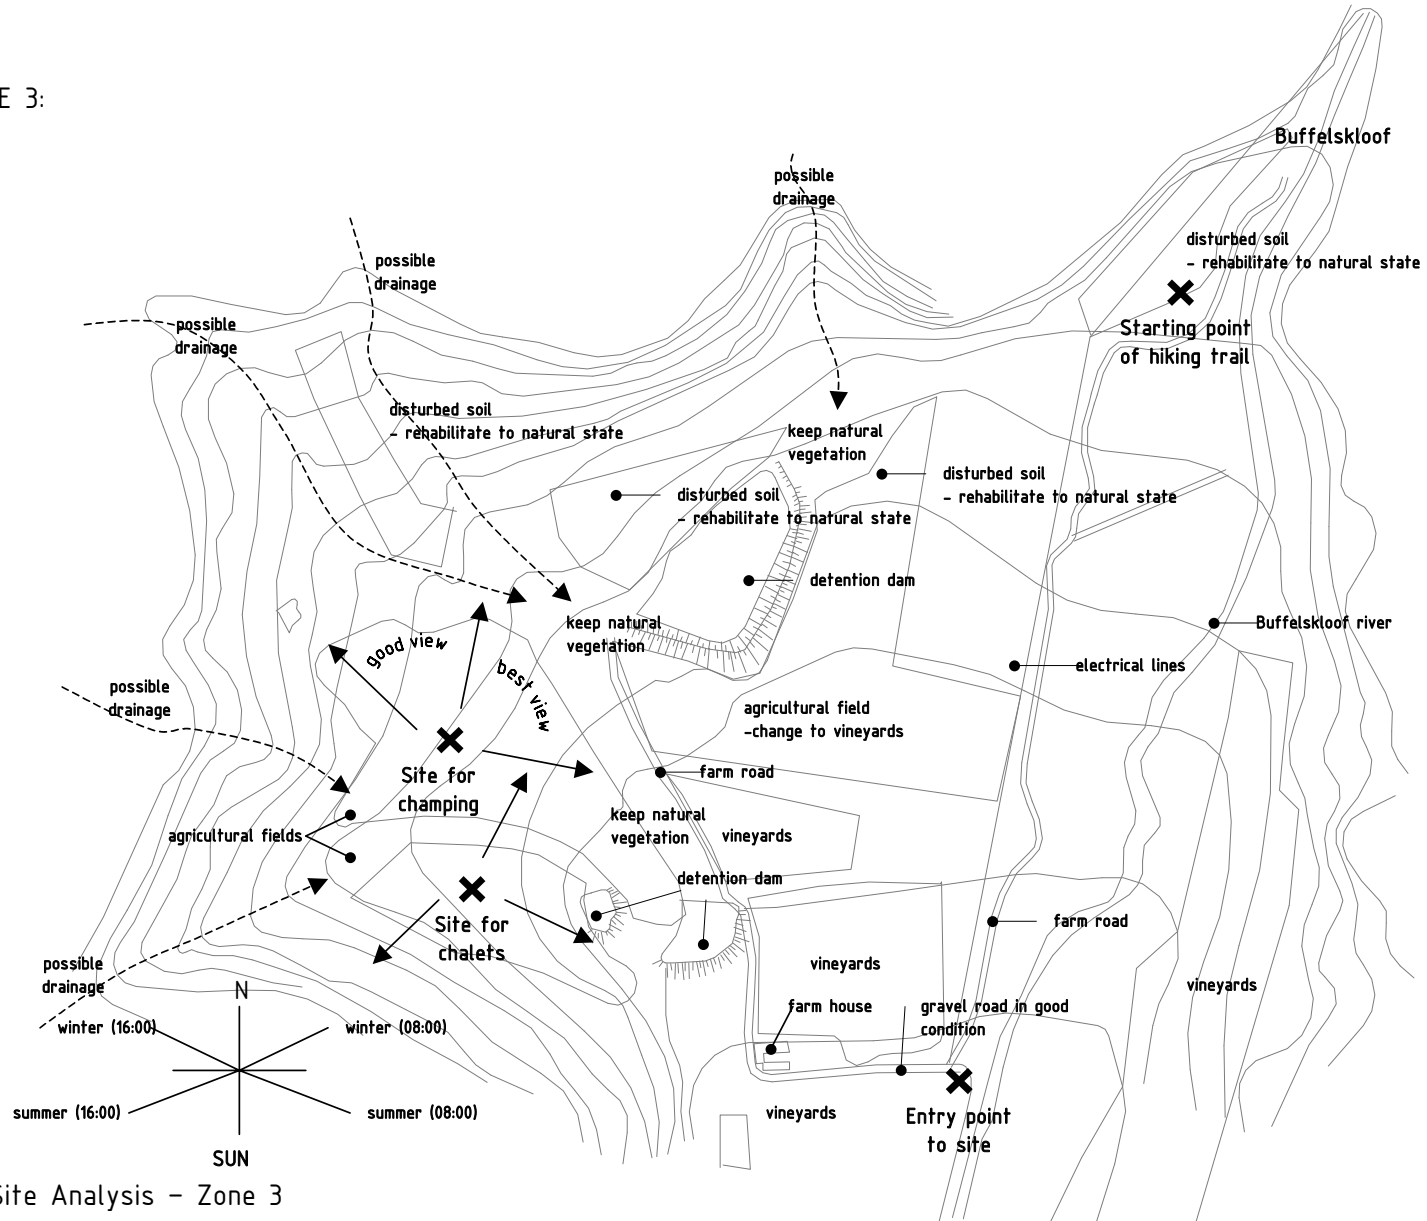 E 3:
Buffelskloof
possible
drainage
disturbed soil
- rehabilitate to natural state
possible
drainage
Starting point
of hiking trail
possible
drainage
disturbed soil
- rehabilitate to natural state
keep natural
vegetation
disturbed soil
- rehabilitate to natural state
disturbed soil
- rehabilitate to natural state
detention dam
keep natural
vegetation
Buffelskloof river
good view
best view
electrical lines
possible
drainage
agricultural field
-change to vineyards
Site for
champing
farm road
agricultural fields
keep natural
vegetation
vineyards
detention dam
Site for
chalets
farm road
possible
drainage
vineyards
vineyards
N
farm house
gravel road in good
condition
winter (16:00)
winter (08:00)
summer (16:00)
summer (08:00)
vineyards
Entry point
to site
SUN
Site Analysis - Zone 3